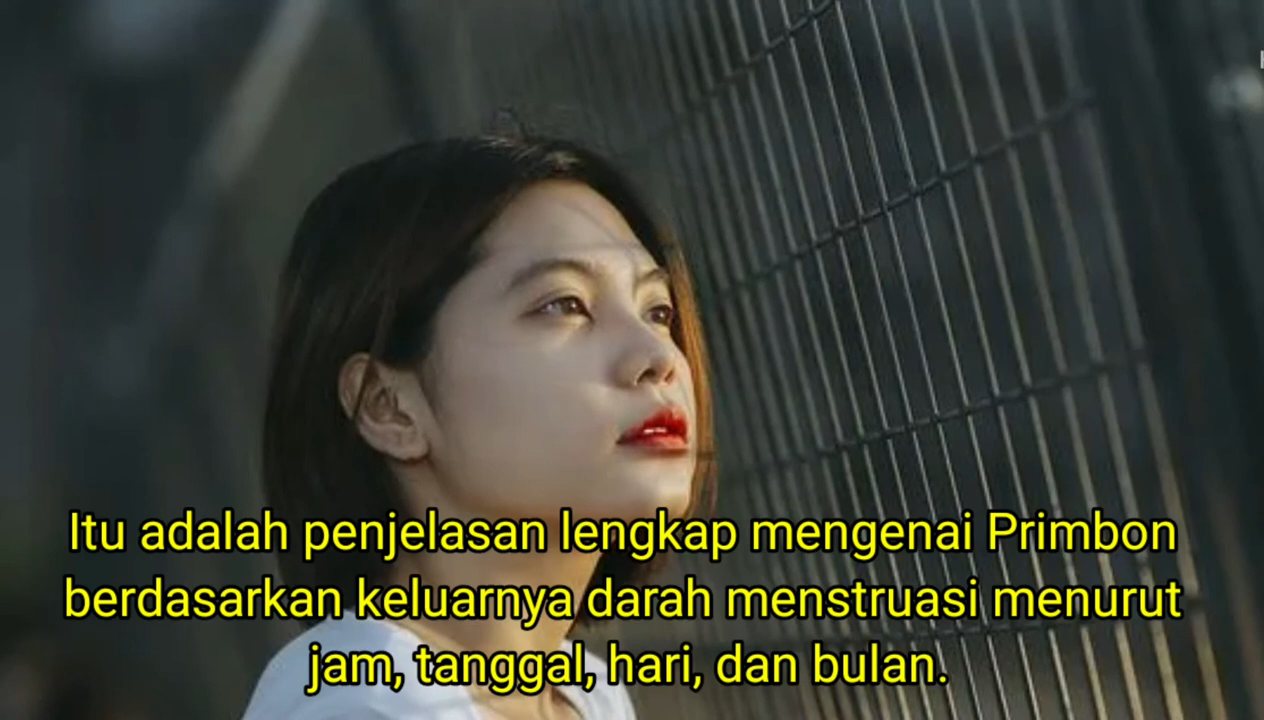 Itu adalah penjelasan lengkap mengenai Primbon
berdasarkan keluarnya darah menstruasi menurut
jam, tanggal, hari, dan bulan.